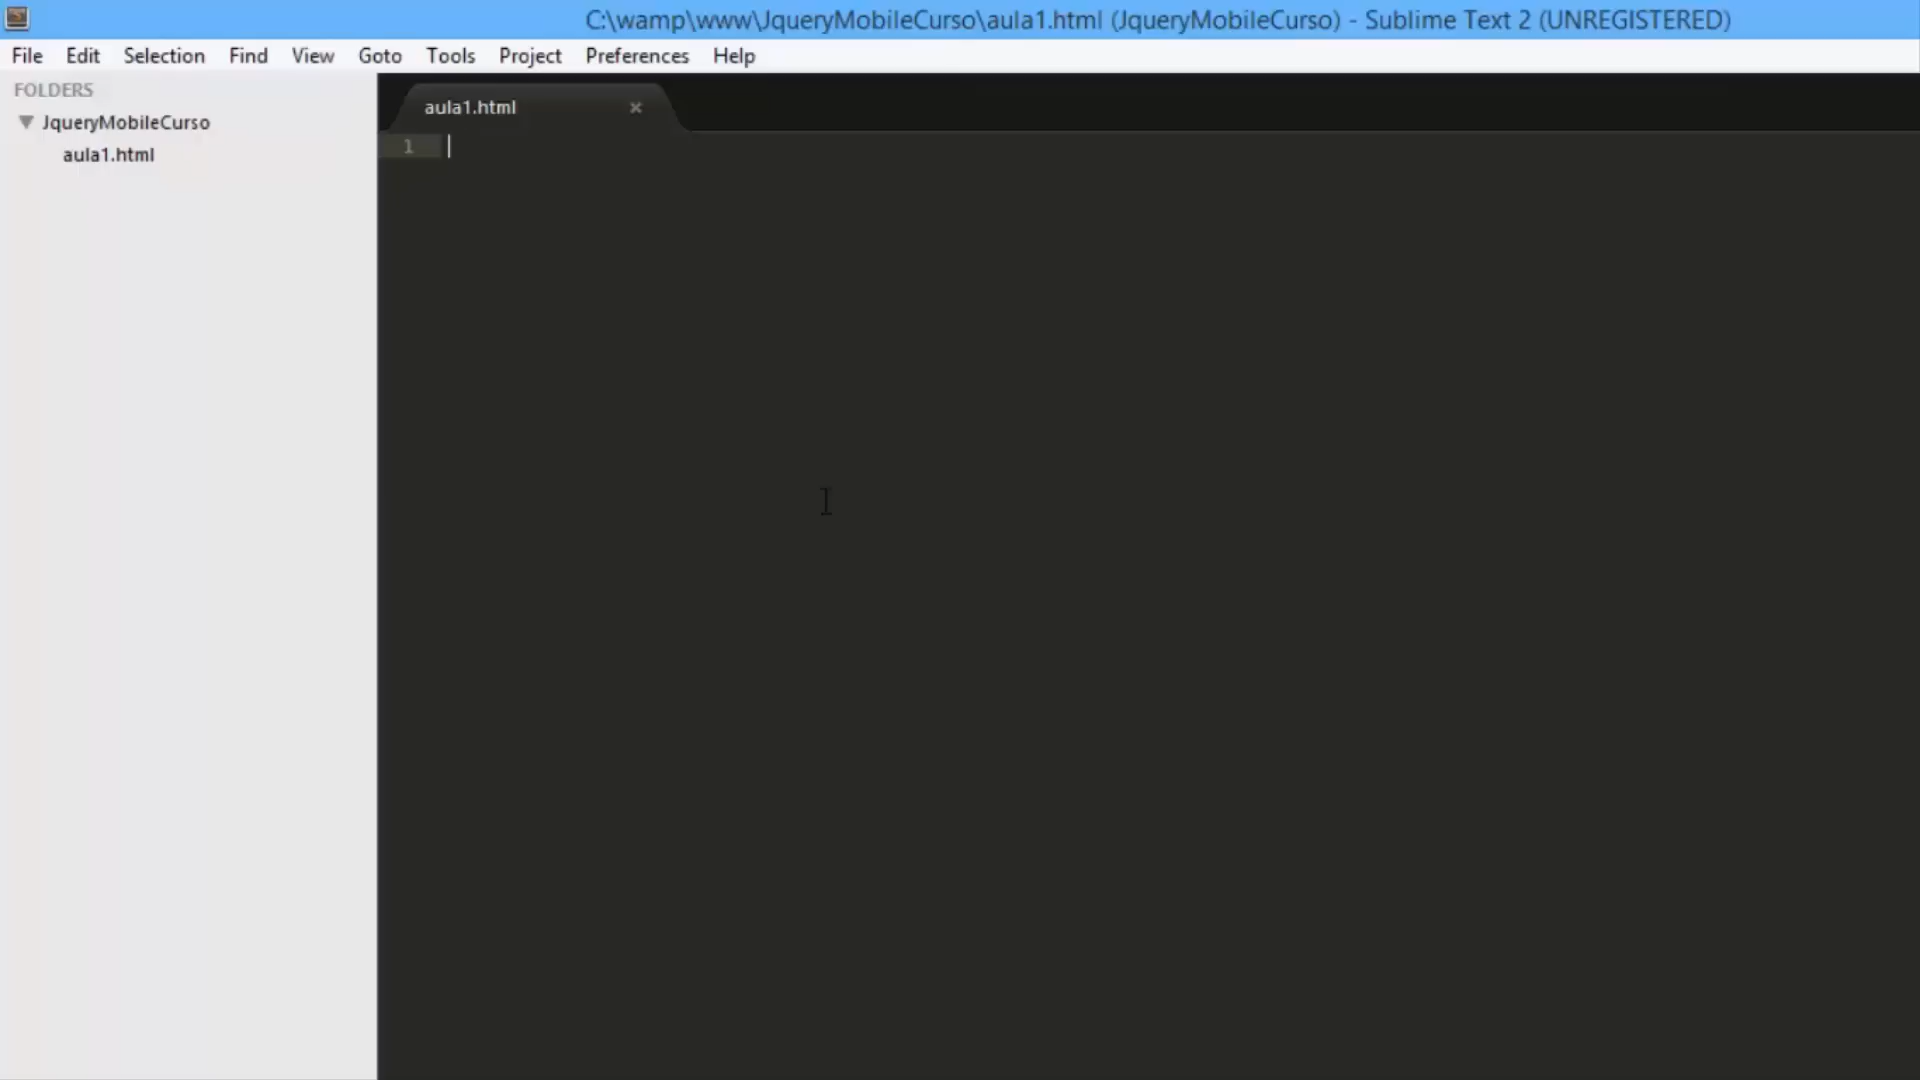 C:\wamp\www\JqueryMobileCurso\aula1.html (JqueryMobileCurso) - Sublime Text 2 (UNREGISTERED)
File Edit Selection Find View Goto Tools Project Preferences Help
FOLDERS
JqueryMobileCurso
aula1.html
aula1.html
1